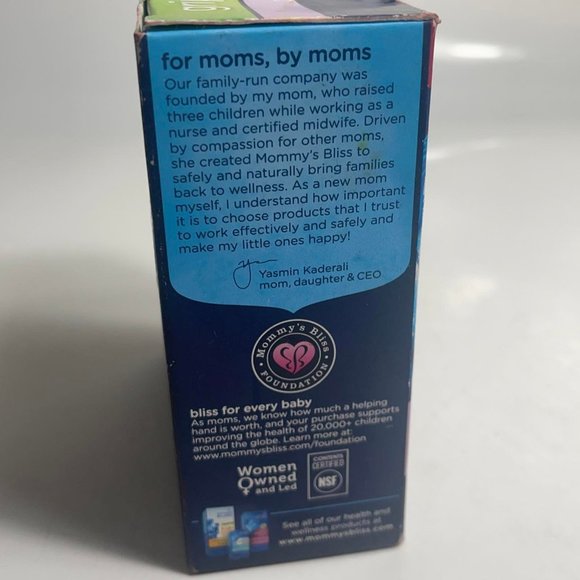 for moms, by moms
Our family-run company was
founded by my mom, who raised
three children while working as a
nurse and certified midwife. Driven
by compassion for other moms,
she created Mommy's Bliss to
safely and naturally bring families
back to wellness. As a new mom
myself, I understand how important
it is to choose products that I trust
to work effectively and safely and
make my little ones happy!
Yasmin Kaderali
mom, daughter & CEO
Mommy's Bliss
FOUNDATION
bliss for every baby
As moms, we know how much a helping
hand is worth, and your purchase supports
improving the health of 20,000+ children
around the globe. Learn more at:
www.mommysbliss.com/foundation
Women
Owned
and Led
CONTENTS
CERTIFIED
NSF
See all of our health and
wellness products at
www.mommysbliss.com